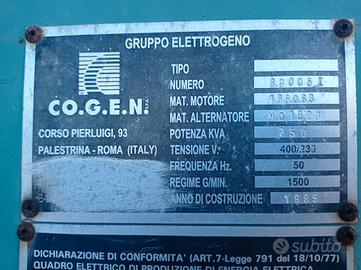 GRUPPO ELETTROGENO
CO.G.E.N. S.p.A.
CORSO PIERLUIGI, 93
PALESTRINA - ROMA (ITALY)
TIPO
NUMERO
MAT. MOTORE
MAT. ALTERNATORE
POTENZA KVA 250
TENSIONE V. 400/230
FREQUENZA Hz. 50
REGIME G/MIN. 1500
ANNO DI COSTRUZIONE 1995
DICHIARAZIONE DI CONFORMITA' (ART.7-Legge 791 del 18/10/77)
QUADRO ELETTRICO DI PRODUZIONE DI ENERGIA ELETTRICA
subito